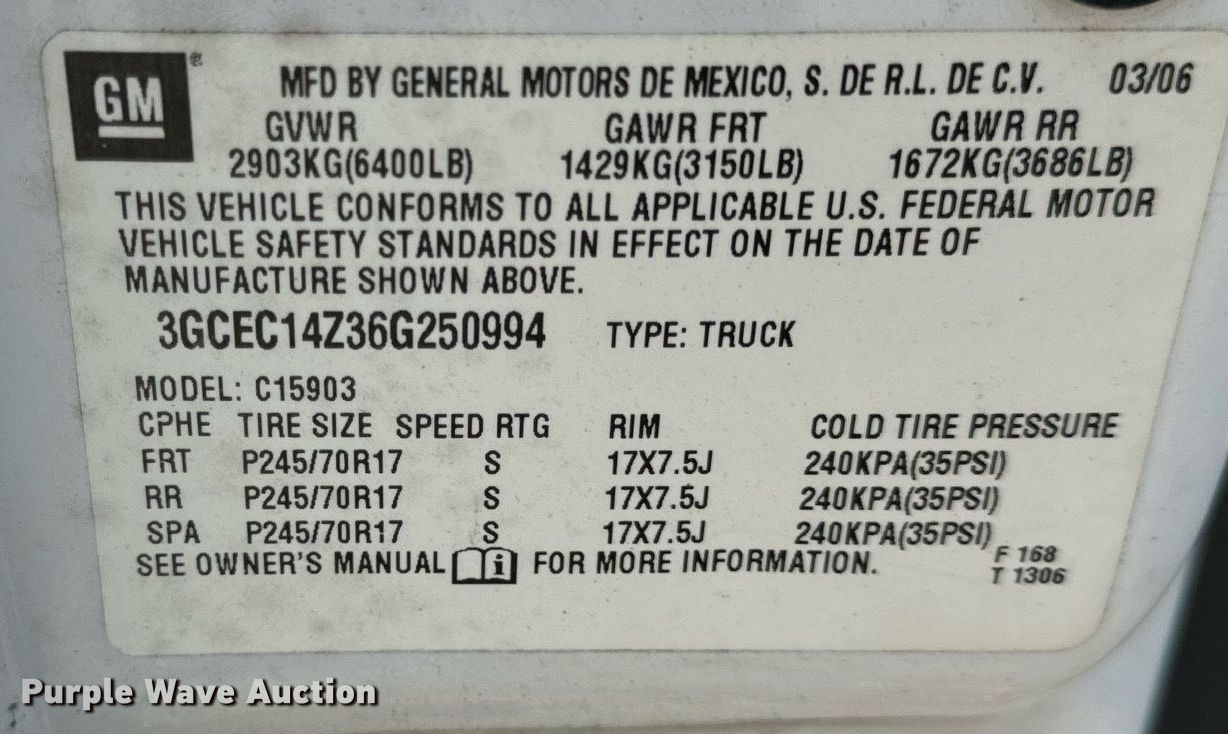 GM ®
MFD BY GENERAL MOTORS DE MEXICO, S. DE R.L. DE C.V. 03/06
GVWR GAWR FRT GAWR RR
2903KG(6400LB) 1429KG(3150LB) 1672KG(3686LB)
THIS VEHICLE CONFORMS TO ALL APPLICABLE U.S. FEDERAL MOTOR
VEHICLE SAFETY STANDARDS IN EFFECT ON THE DATE OF
MANUFACTURE SHOWN ABOVE.
3GCEC14Z36G250994 TYPE: TRUCK
MODEL: C15903
CPHE TIRE SIZE SPEED RTG RIM COLD TIRE PRESSURE
FRT P245/70R17 S 17X7.5J 240KPA(35PSI)
RR P245/70R17 S 17X7.5J 240KPA(35PSI)
SPA P245/70R17 S 17X7.5J 240KPA(35PSI)
SEE OWNER'S MANUAL i FOR MORE INFORMATION.
F 168
T 1306
Purple Wave Auction